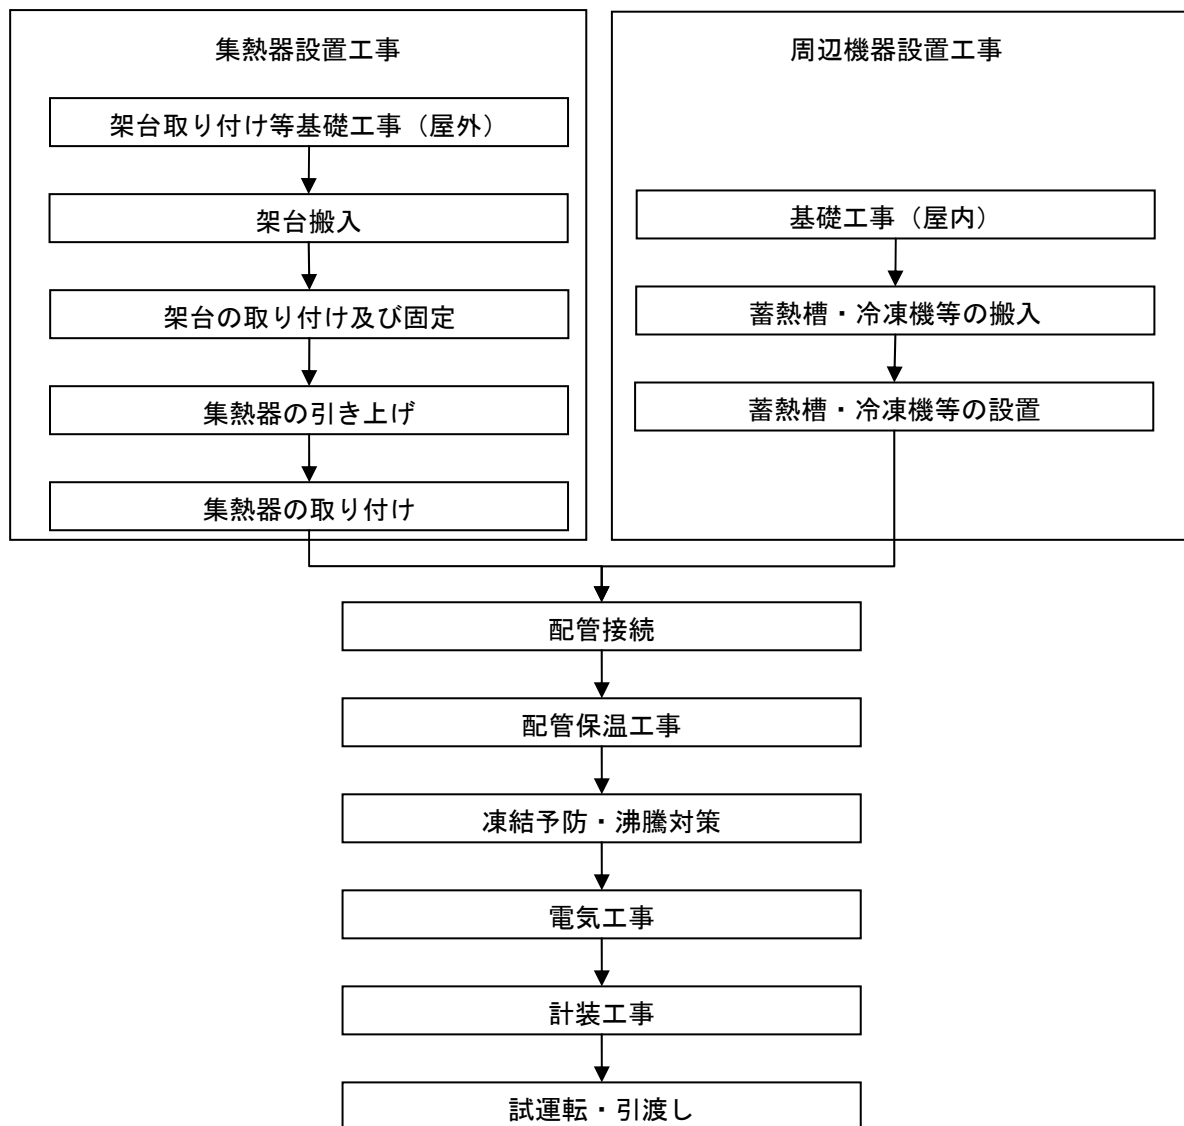 集熱器設置工事
架台取り付け等基礎工事（屋外）
架台搬入
架台の取り付け及び固定
集熱器の引き上げ
集熱器の取り付け
周辺機器設置工事
基礎工事（屋内）
蓄熱槽・冷凍機等の搬入
蓄熱槽・冷凍機等の設置
配管接続
配管保温工事
凍結予防・沸騰対策
電気工事
計装工事
試運転・引渡し